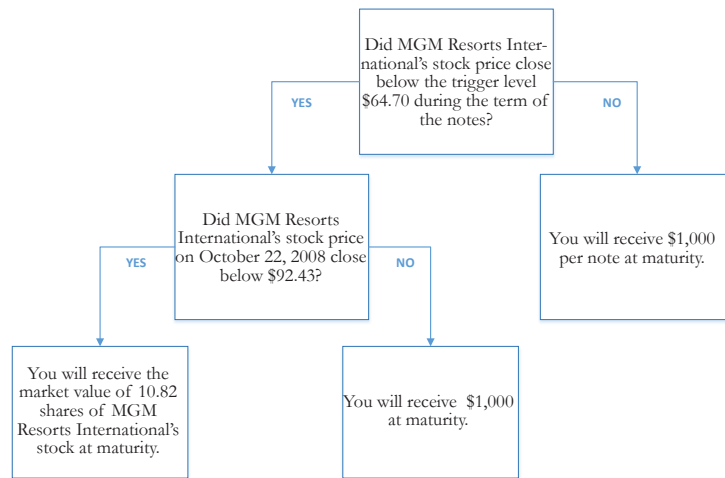 Did MGM Resorts Inter-
national's stock price close
below the trigger level
$64.70 during the term of
the notes?
YES
NO
Did MGM Resorts
International's stock price
on October 22, 2008 close
below $92.43?
You will receive $1,000
per note at maturity.
YES
NO
You will receive the
market value of 10.82
shares of MGM
Resorts International's
stock at maturity.
You will receive $1,000
at maturity.